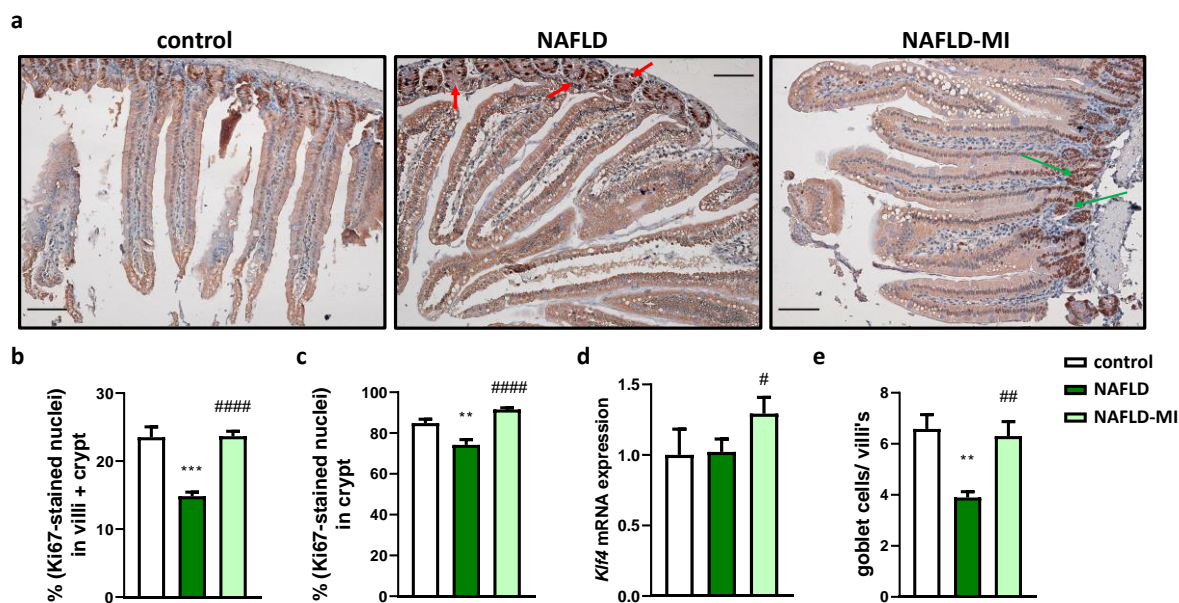 a
control
NAFLD
NAFLD-MI
b
% (Ki67-stained nuclei)
in villi + crypt
30
20
10
0
***
####
c
% (Ki67-stained nuclei)
in crypt
100
80
60
40
20
0
**
####
d
Klf4 mRNA expression
1.5
1.0
0.5
0.0
#
e
goblet cells/ villi's
8
6
4
2
0
**
##
control
NAFLD
NAFLD-MI